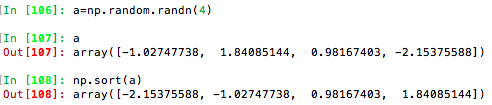 In [106]: a=np.random.randn(4)
In [107]: a
Out[107]: array([-1.02747738,  1.84085144,  0.98167403, -2.15375588])
In [108]: np.sort(a)
Out[108]: array([-2.15375588, -1.02747738,  0.98167403,  1.84085144])